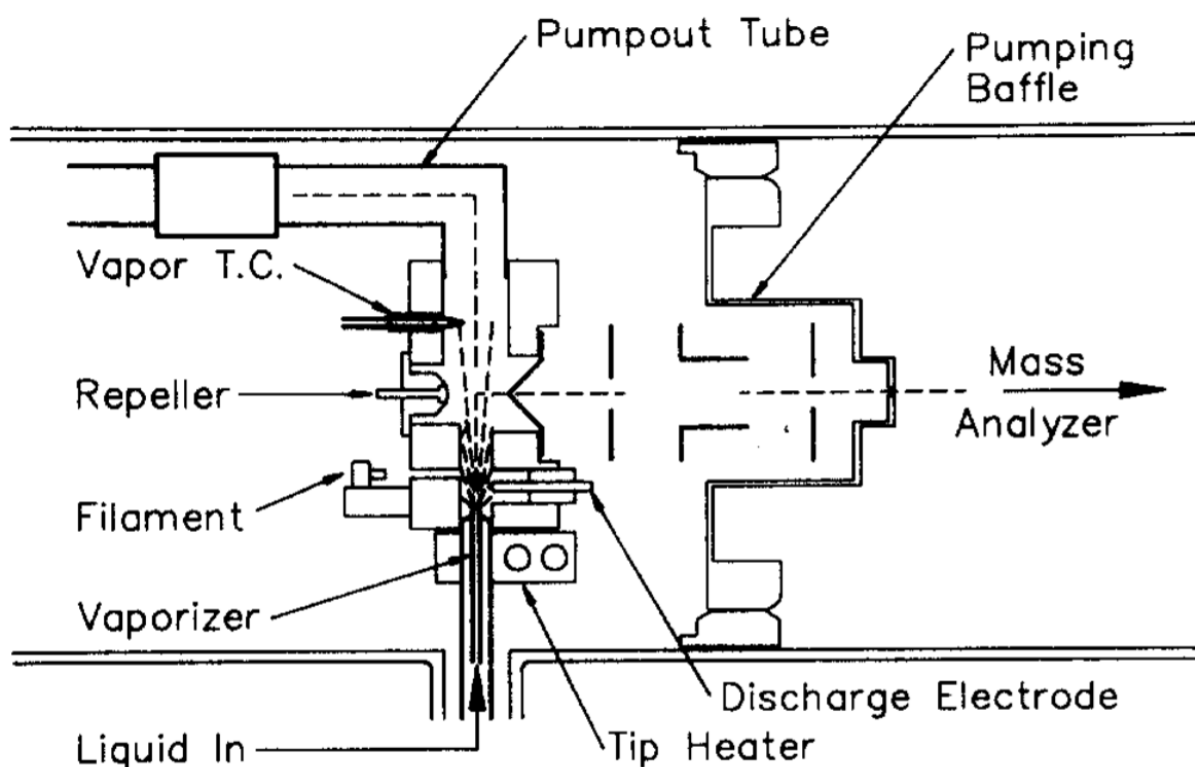 Pumpout Tube
Pumping
Baffle
Vapor T.C.
Repeller
Mass
Analyzer
Filament
Vaporizer
Discharge Electrode
Liquid In
Tip Heater